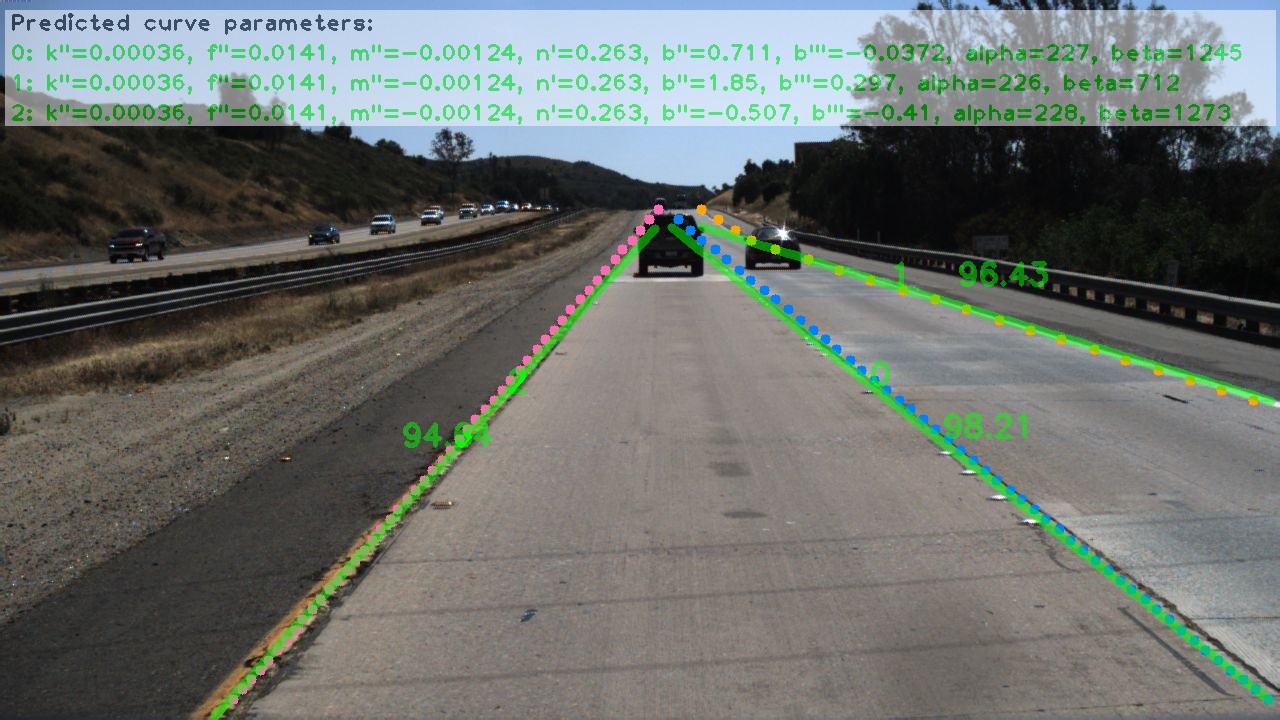 Predicted curve parameters:
0: k''=0.00036, f''=0.0141, m''=-0.00124, n'=0.263, b''=0.711, b'''=-0.0372, alpha=227, beta=1245
1: k''=0.00036, f''=0.0141, m''=-0.00124, n'=0.263, b''=1.85, b'''=0.297, alpha=226, beta=712
2: k''=0.00036, f''=0.0141, m''=-0.00124, n'=0.263, b''=-0.507, b'''=-0.41, alpha=228, beta=1273
1 96.43
2 0
94.64 98.21